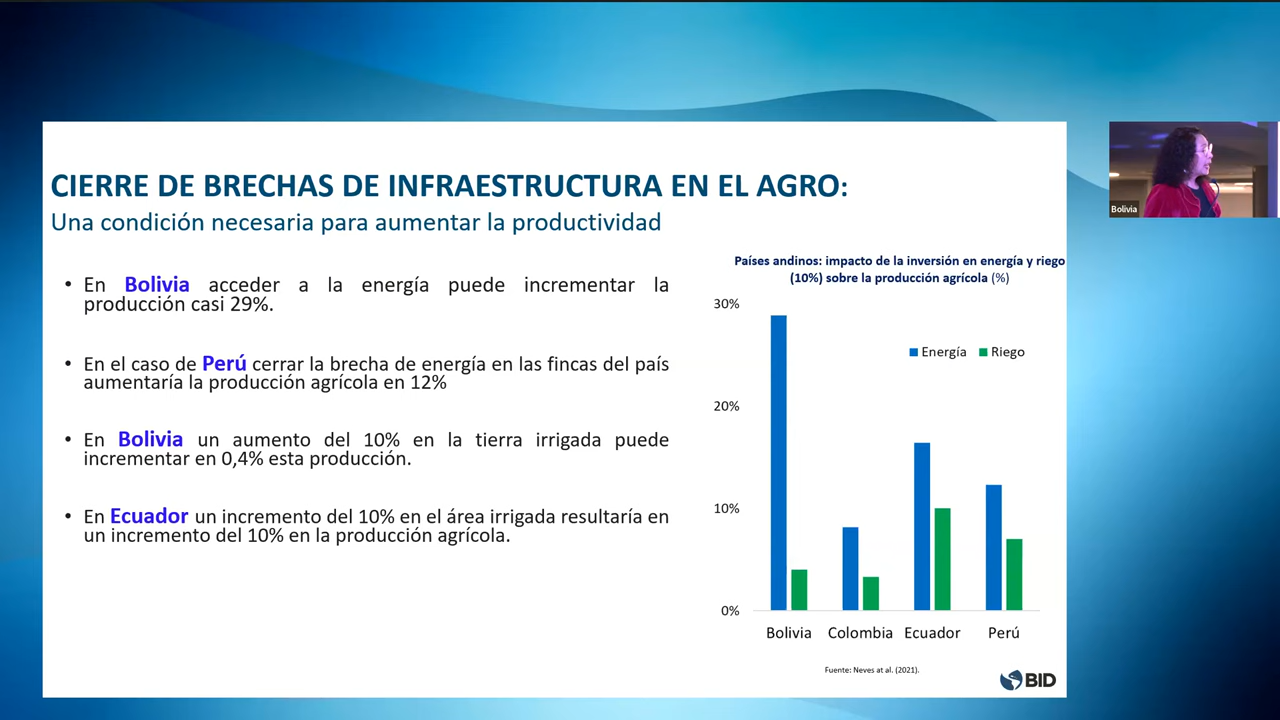 CIERRE DE BRECHAS DE INFRAESTRUCTURA EN EL AGRO:
Una condición necesaria para aumentar la productividad
• En Bolivia acceder a la energía puede incrementar la
producción casi 29%.
• En el caso de Perú cerrar la brecha de energía en las fincas del país
aumentaría la producción agrícola en 12%
• En Bolivia un aumento del 10% en la tierra irrigada puede
incrementar en 0,4% esta producción.
• En Ecuador un incremento del 10% en el área irrigada resultaría en
un incremento del 10% en la producción agrícola.
Países andinos: impacto de la inversión en energía y riego
(10%) sobre la producción agrícola (%)
30%
20%
10%
0%
Energía Riego
Bolivia Colombia Ecuador Perú
Fuente: Neves at al. (2021).
BID
Bolivia